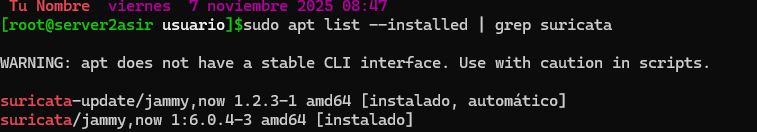 Tu Nombre viernes 7 noviembre 2025 08:47
[root@server2asir usuario]$sudo apt list --installed | grep suricata
WARNING: apt does not have a stable CLI interface. Use with caution in scripts.
suricata-update/jammy,now 1.2.3-1 amd64 [instalado, automático]
suricata/jammy,now 1:6.0.4-3 amd64 [instalado]